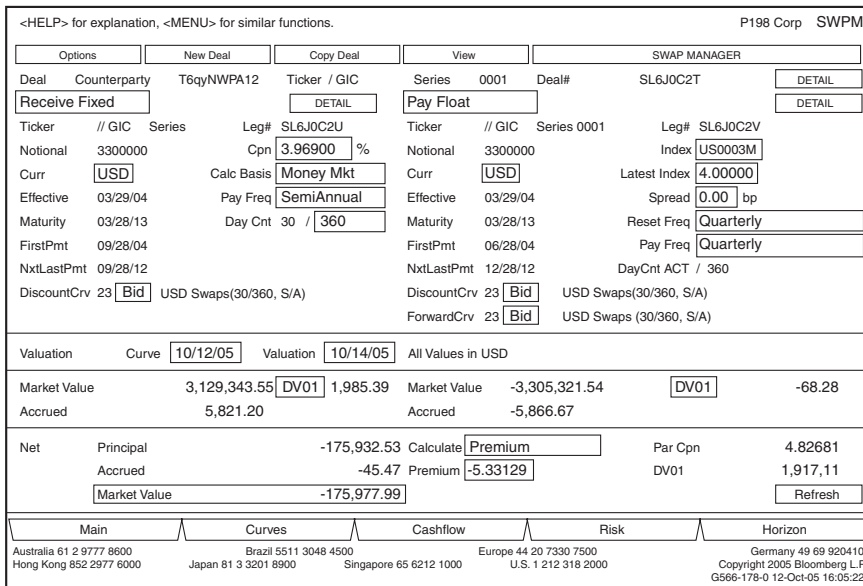 <HELP> for explanation, <MENU> for similar functions. P198 Corp SWPM
Options New Deal Copy Deal View SWAP MANAGER
Deal Counterparty T6qyNWPA12 Ticker / GIC Series 0001 Deal# SL6J0C2T DETAIL
Receive Fixed DETAIL Pay Float DETAIL
Ticker // GIC Series Leg# SL6J0C2U Ticker // GIC Series 0001 Leg# SL6J0C2V
Notional 3300000 Cpn 3.96900 % Notional 3300000 Index US0003M
Curr USD Calc Basis Money Mkt Curr USD Latest Index 4.00000
Effective 03/29/04 Pay Freq SemiAnnual Effective 03/29/04 Spread 0.00 bp
Maturity 03/28/13 Day Cnt 30 / 360 Maturity 03/28/13 Reset Freq Quarterly
FirstPmt 09/28/04 FirstPmt 06/28/04 Pay Freq Quarterly
NxtLastPmt 09/28/12 NxtLastPmt 12/28/12 DayCnt ACT / 360
DiscountCrv 23 Bid USD Swaps(30/360, S/A) DiscountCrv 23 Bid USD Swaps(30/360, S/A)
ForwardCrv 23 Bid USD Swaps (30/360, S/A)
Valuation Curve 10/12/05 Valuation 10/14/05 All Values in USD
Market Value 3,129,343.55 DV01 1,985.39 Market Value -3,305,321.54 DV01 -68.28
Accrued 5,821.20 Accrued -5,866.67
Net Principal -175,932.53 Calculate Premium Par Cpn 4.82681
Accrued -45.47 Premium -5.33129 DV01 1,917,11
Market Value -175,977.99 Refresh
Main Curves Cashflow Risk Horizon
Australia 61 2 9777 8600 Brazil 5511 3048 4500 Europe 44 20 7330 7500 Germany 49 69 920410
Hong Kong 852 2977 6000 Japan 81 3 3201 8900 Singapore 65 6212 1000 U.S. 1 212 318 2000 Copyright 2005 Bloomberg L.P.
G566-178-0 12-Oct-05 16:05:22